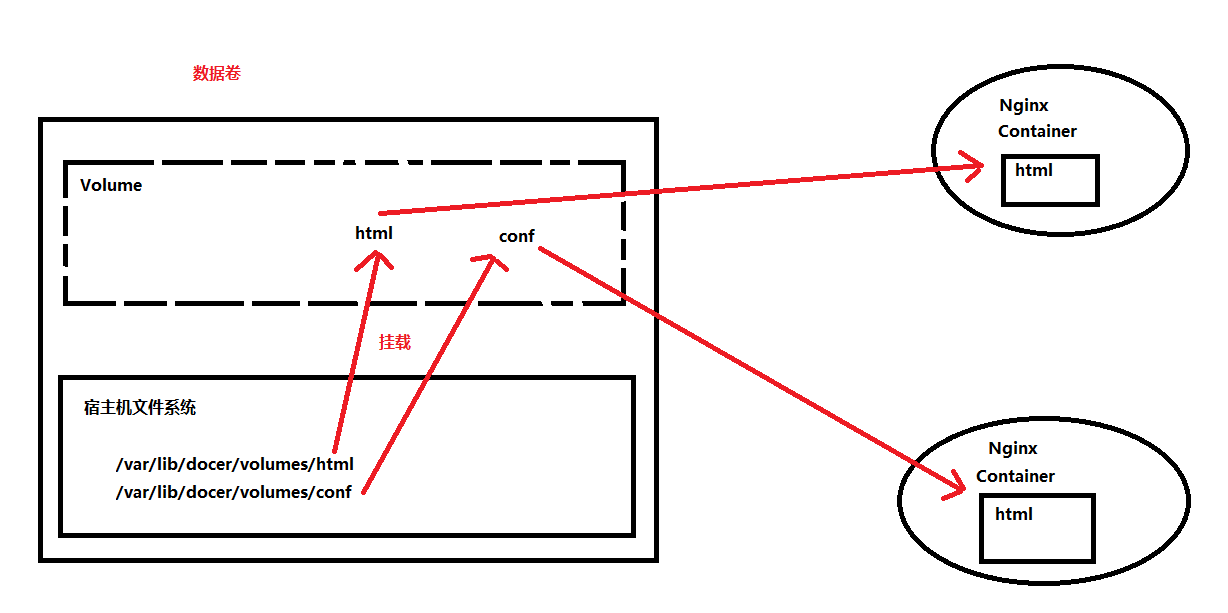 数据卷
Volume
html
conf
挂载
宿主机文件系统
/var/lib/docer/volumes/html
/var/lib/docer/volumes/conf
Nginx
Container
html
Nginx
Container
html